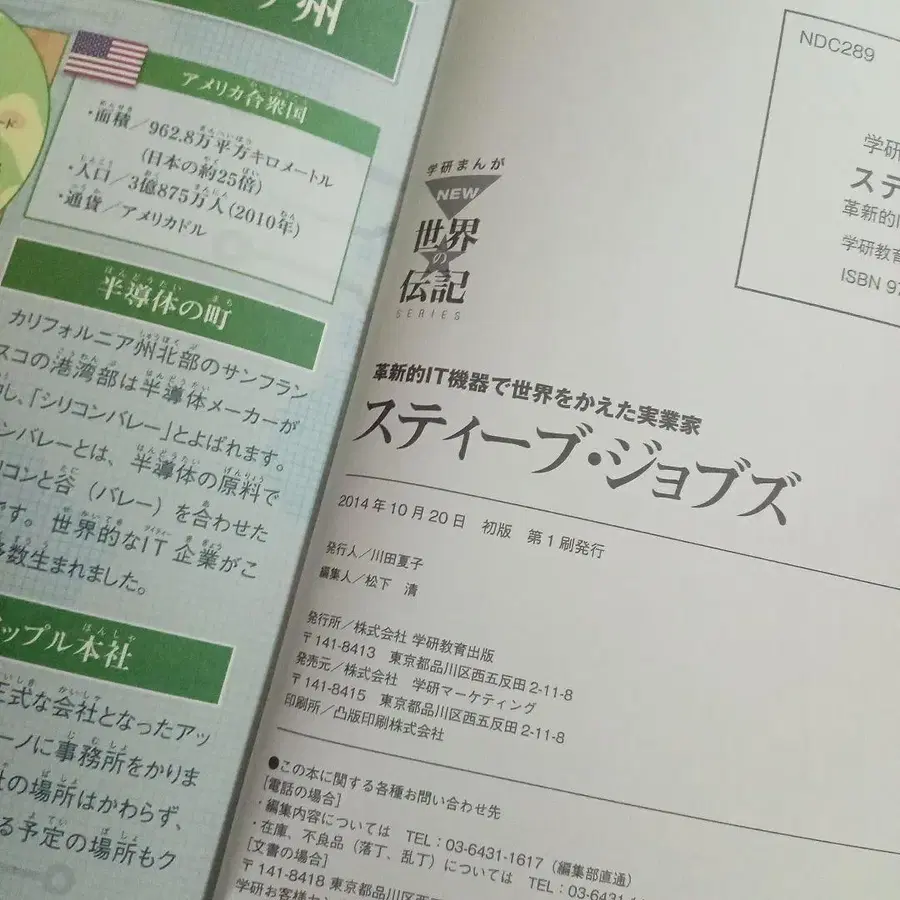 州
アメリカ合衆国
・面積／962.8万平方キロメートル
(日本の約25倍)
・人口／3億875万人(2010年)
・通貨／アメリカドル
半導体の町
カリフォルニア州北部のサンフラン
スコの港湾部は半導体メーカーが
し、「シリコンバレー」とよばれます。
ンバレーとは、半導体の原料で
リコンと谷（バレー）を合わせた
です。世界的なIT企業がこ
多数生まれました。
ップル本社
正式な会社となったアッ
ーノに事務所をかりま
社の場所はかわらず、
る予定の場所もク
NDC289
学研
ステ
革新的I
学研教育
ISBN 97
学研まんが
NEW
世界
の
伝記
SERIES
革新的IT機器で世界をかえた実業家
スティーブ・ジョブズ
2014年10月20日 初版 第1刷発行
発行人／川田夏子
編集人／松下 清
発行所／株式会社 学研教育出版
〒141-8413 東京都品川区西五反田2-11-8
発売元／株式会社 学研マーケティング
〒141-8415 東京都品川区西五反田2-11-8
印刷所／凸版印刷株式会社
●この本に関する各種お問い合わせ先
[電話の場合]
・編集内容については TEL：03-6431-1617（編集部直通）
・在庫、不良品（落丁、乱丁）については TEL：03-6431
[文書の場合]
〒141-8418 東京都品川区西五反
学研お客様セン